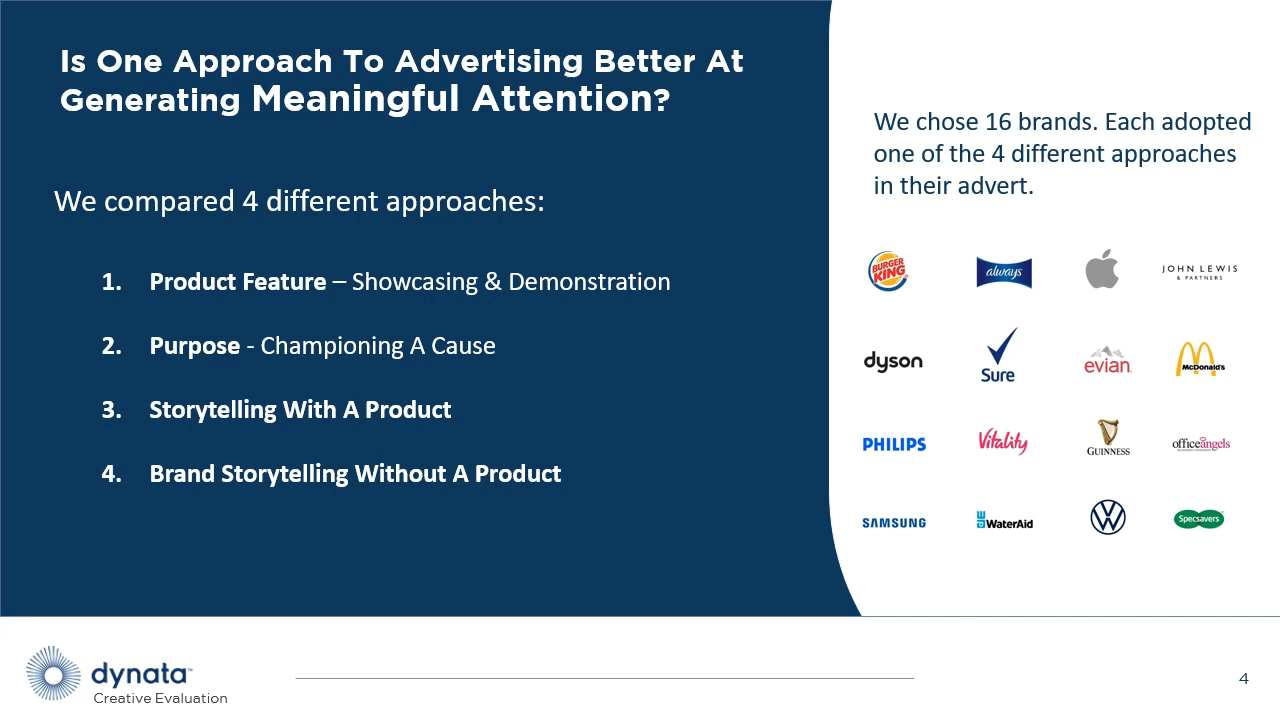 Is One Approach To Advertising Better At
Generating Meaningful Attention?
We compared 4 different approaches:
1. Product Feature – Showcasing & Demonstration
2. Purpose - Championing A Cause
3. Storytelling With A Product
4. Brand Storytelling Without A Product
We chose 16 brands. Each adopted
one of the 4 different approaches
in their advert.
BURGER
KING
always
JOHN LEWIS
& PARTNERS
dyson
Sure
evian
McDonald's
PHILIPS
Vitality
GUINNESS
officeangels
SAMSUNG
WaterAid
VW
Specsavers
dynata™
Creative Evaluation
4